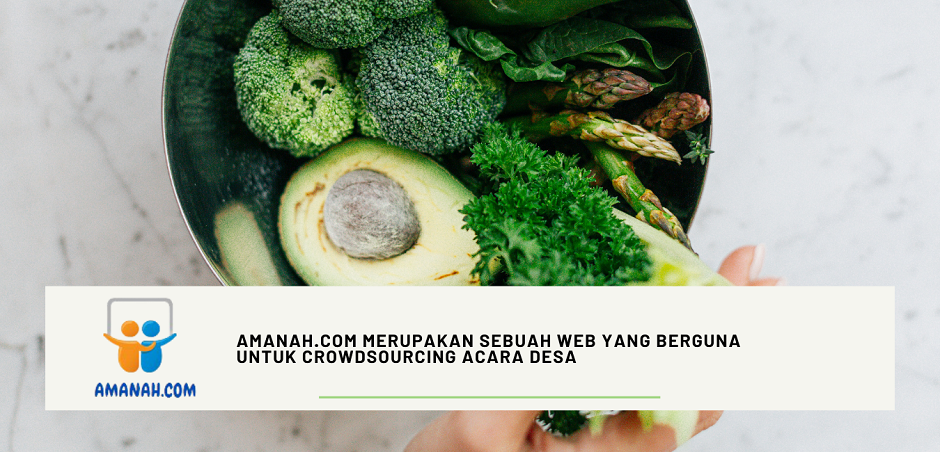 AMANAH.COM MERUPAKAN SEBUAH WEB YANG BERGUNA
UNTUK CROWDSOURCING ACARA DESA
AMANAH.COM